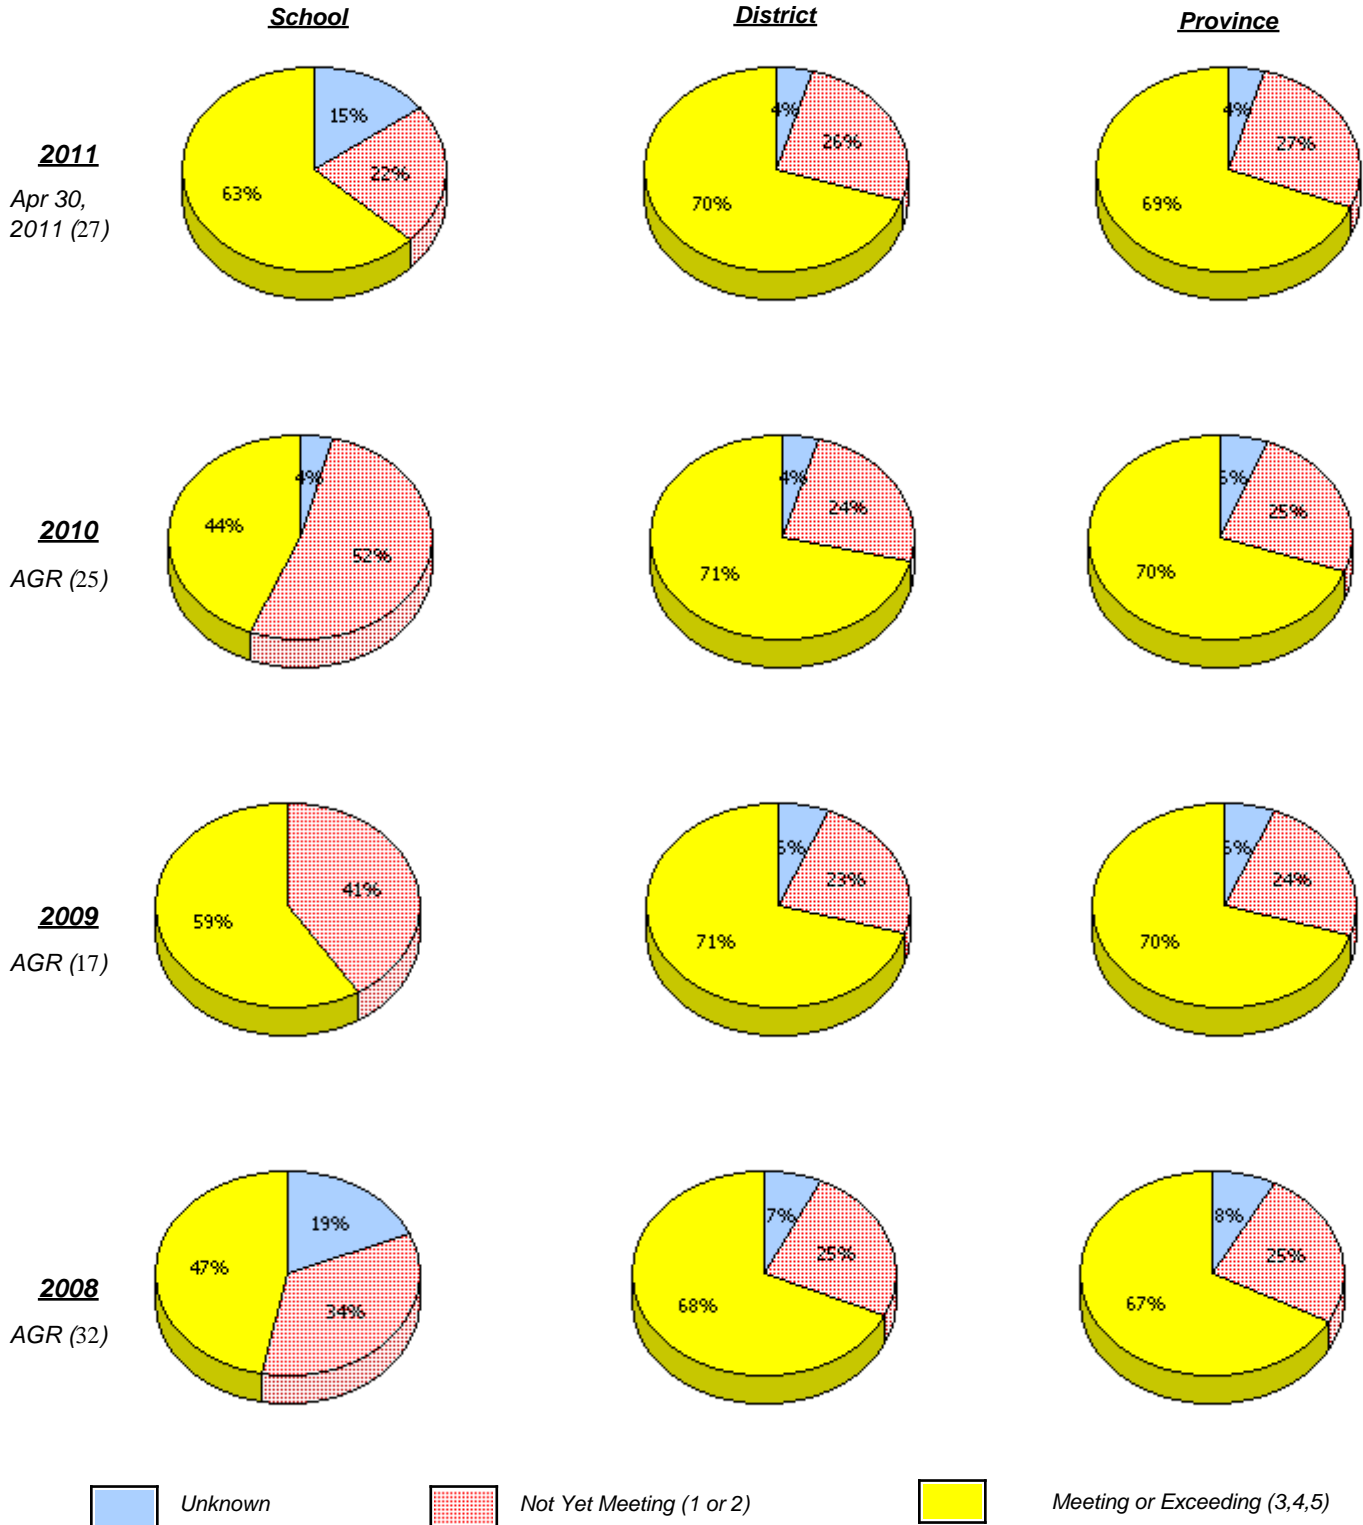 School District Province
15% 4% 4%
2011 22% 26% 27%
Apr 30,
2011 (27) 63% 70% 69%
4% 4%
2010 44% 52% 24% 71% 25% 70%
AGR (25)
41% 23% 24%
2009 59% 71% 70%
AGR (17)
19% 7% 8%
47% 34% 25% 68% 25% 67%
2008
AGR (32)
Unknown Not Yet Meeting (1 or 2) Meeting or Exceeding (3,4,5)